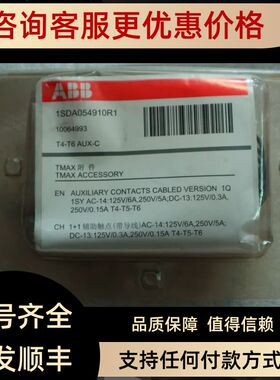 咨询客服更优惠价格
ABB
1SDA054910R1
10064993
T4-T6 AUX-C
TMAX 附 件
TMAX ACCESSORY
EN AUXILIARY CONTACTS CABLED VERSION 1Q
1SY AC-14:125V/6A,250V/5A;DC-13:125V/0.3A,
250V/0.15A T4-T5-T6
CH 1+1辅助触点(带导线)AC-14:125V/6A,250V/5A;
DC-13:125V/0.3A,250V/0.15A T4-T5-T6
号齐全
品质保障 值得信赖
发顺丰
支持任何付款方式